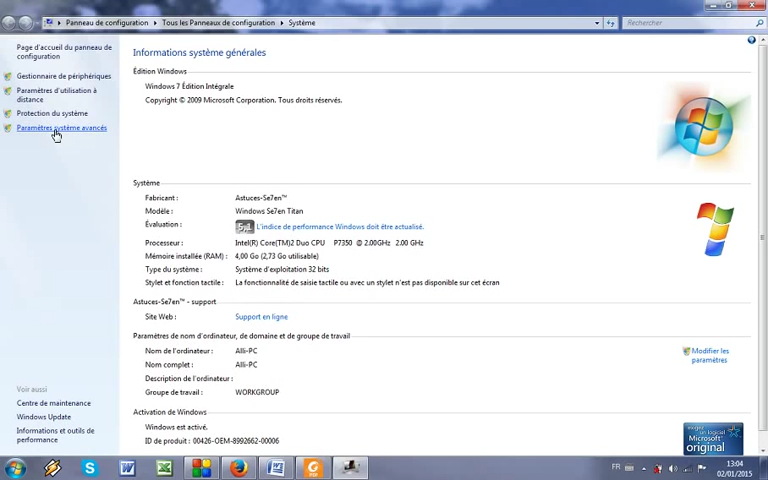 Panneau de configuration ▸ Tous les Panneaux de configuration ▸ Système
Rechercher
Page d'accueil du panneau de
configuration
Gestionnaire de périphériques
Paramètres d'utilisation à
distance
Protection du système
Paramètres système avancés
Voir aussi
Centre de maintenance
Windows Update
Informations et outils de
performance
Informations système générales
Édition Windows
Windows 7 Édition Intégrale
Copyright © 2009 Microsoft Corporation. Tous droits réservés.
Système
Fabricant : Astuces-Se7en™
Modèle : Windows Se7en Titan
Évaluation : 5,1 L'indice de performance Windows doit être actualisé.
Processeur : Intel(R) Core(TM)2 Duo CPU P7350 @ 2.00GHz 2.00 GHz
Mémoire installée (RAM) : 4,00 Go (2,73 Go utilisable)
Type du système : Système d'exploitation 32 bits
Stylet et fonction tactile : La fonctionnalité de saisie tactile ou avec un stylet n'est pas disponible sur cet écran
Astuces-Se7en™ - support
Site Web : Support en ligne
Paramètres de nom d'ordinateur, de domaine et de groupe de travail
Nom de l'ordinateur : Alli-PC
Modifier les
paramètres
Nom complet : Alli-PC
Description de l'ordinateur :
Groupe de travail : WORKGROUP
Activation de Windows
Windows est activé.
ID de produit : 00426-OEM-8992662-00006
exigez
un logiciel
Microsoft
original
FR
13:04
02/01/2015